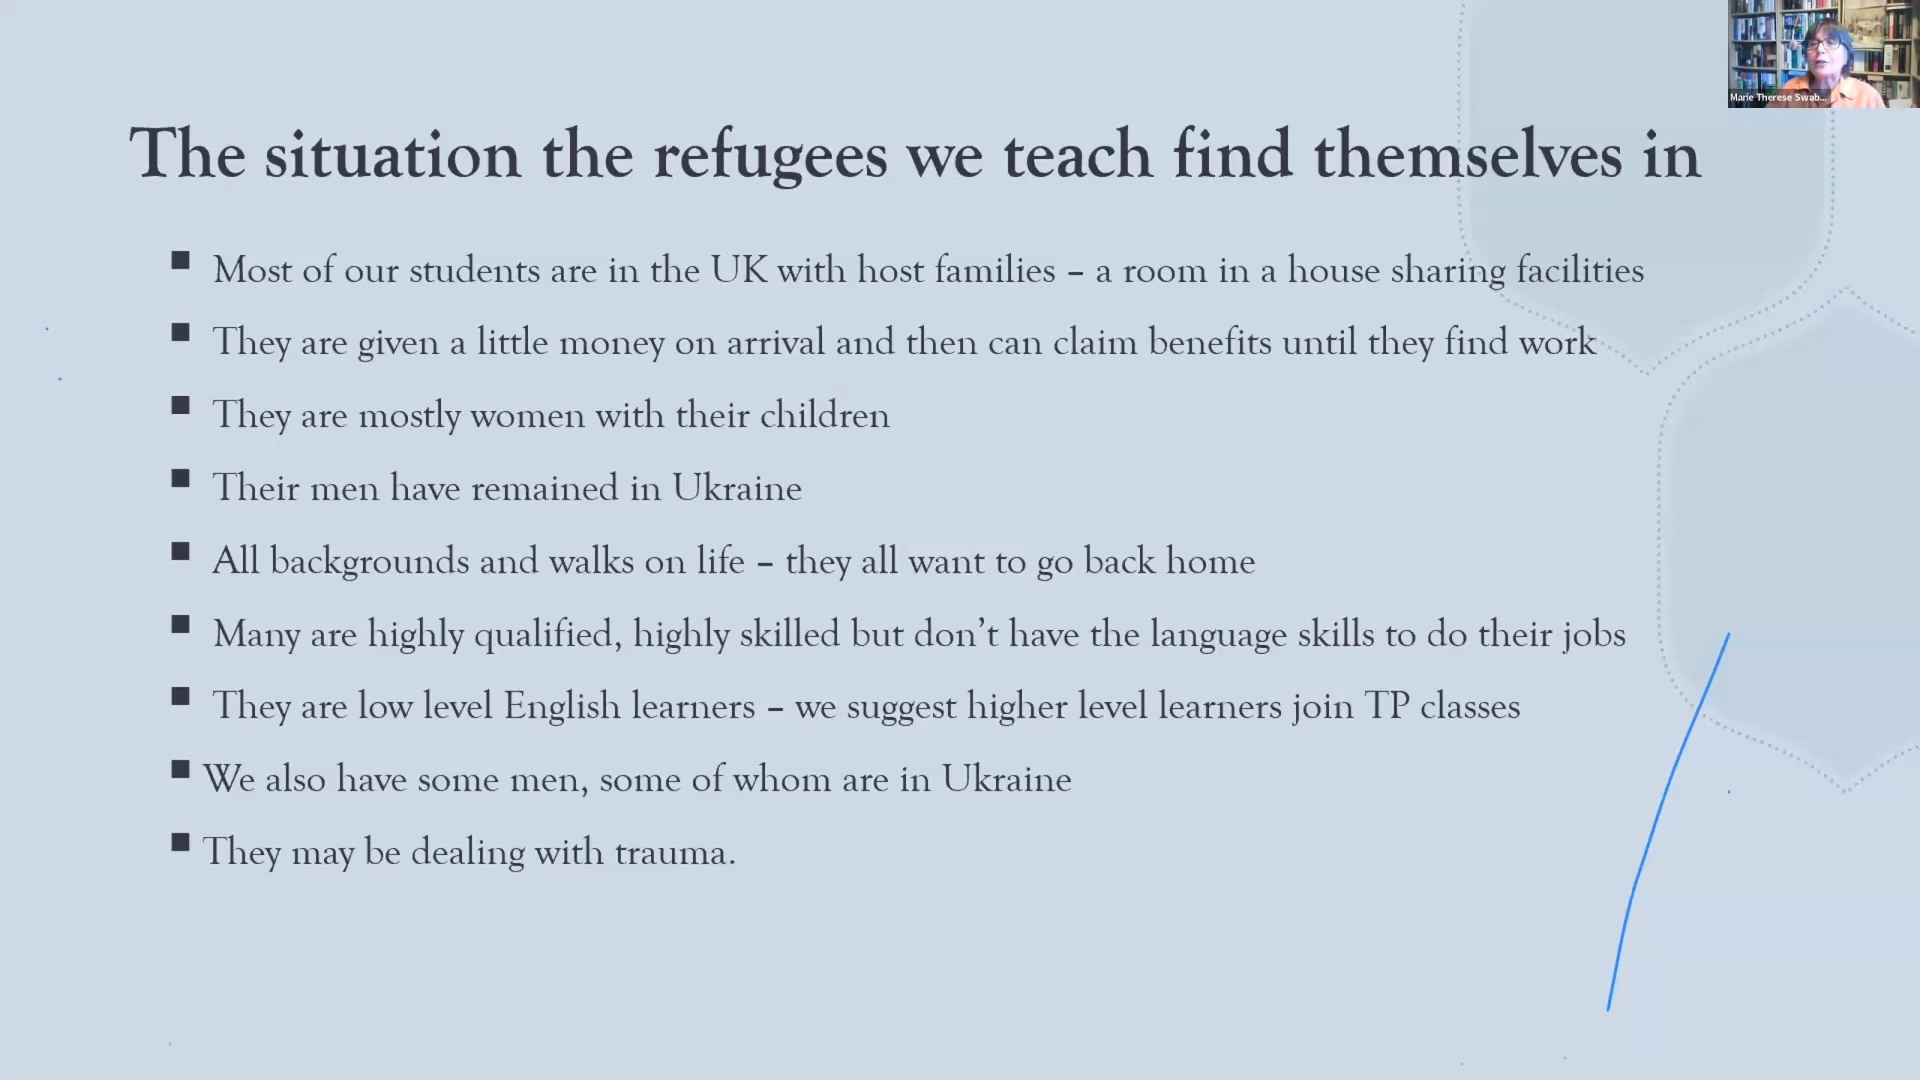 Marie Therese Swab...
The situation the refugees we teach find themselves in
Most of our students are in the UK with host families – a room in a house sharing facilities
They are given a little money on arrival and then can claim benefits until they find work
They are mostly women with their children
Their men have remained in Ukraine
All backgrounds and walks on life – they all want to go back home
Many are highly qualified, highly skilled but don’t have the language skills to do their jobs
They are low level English learners – we suggest higher level learners join TP classes
We also have some men, some of whom are in Ukraine
They may be dealing with trauma.